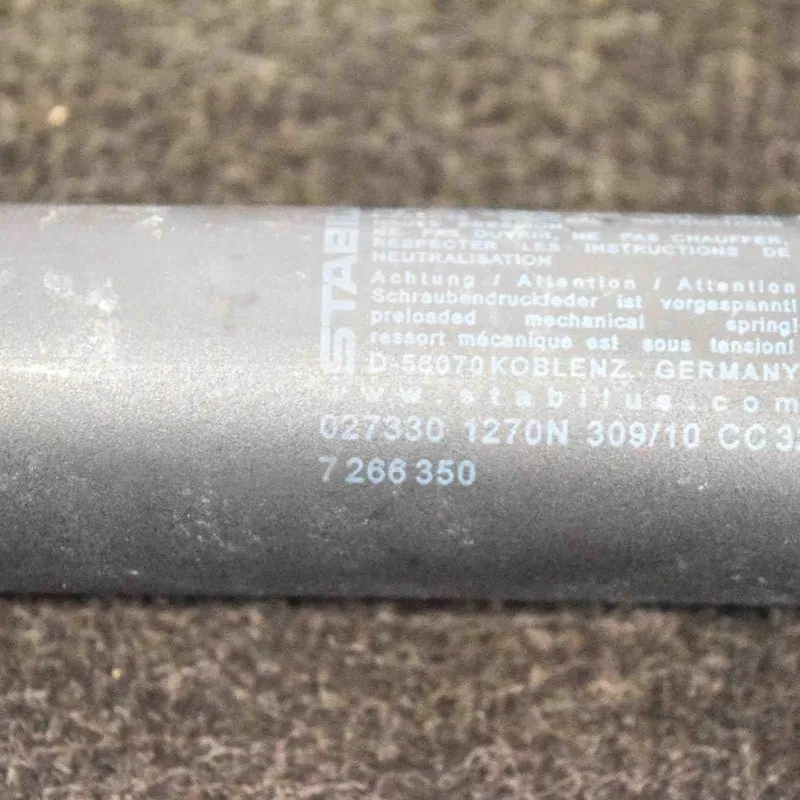 STABI
NE PAS OUVRIR, NE PAS CHAUFFER,
RESPECTER LES INSTRUCTIONS DE
NEUTRALISATION
Achtung / Attention / Attention
Schraubendruckfeder ist vorgespannt!
preloaded mechanical spring!
ressort mécanique est sous tension!
D-56070 KOBLENZ, GERMANY
www.stabilus.com
027330 1270N 309/10 CC 32
7 266 350